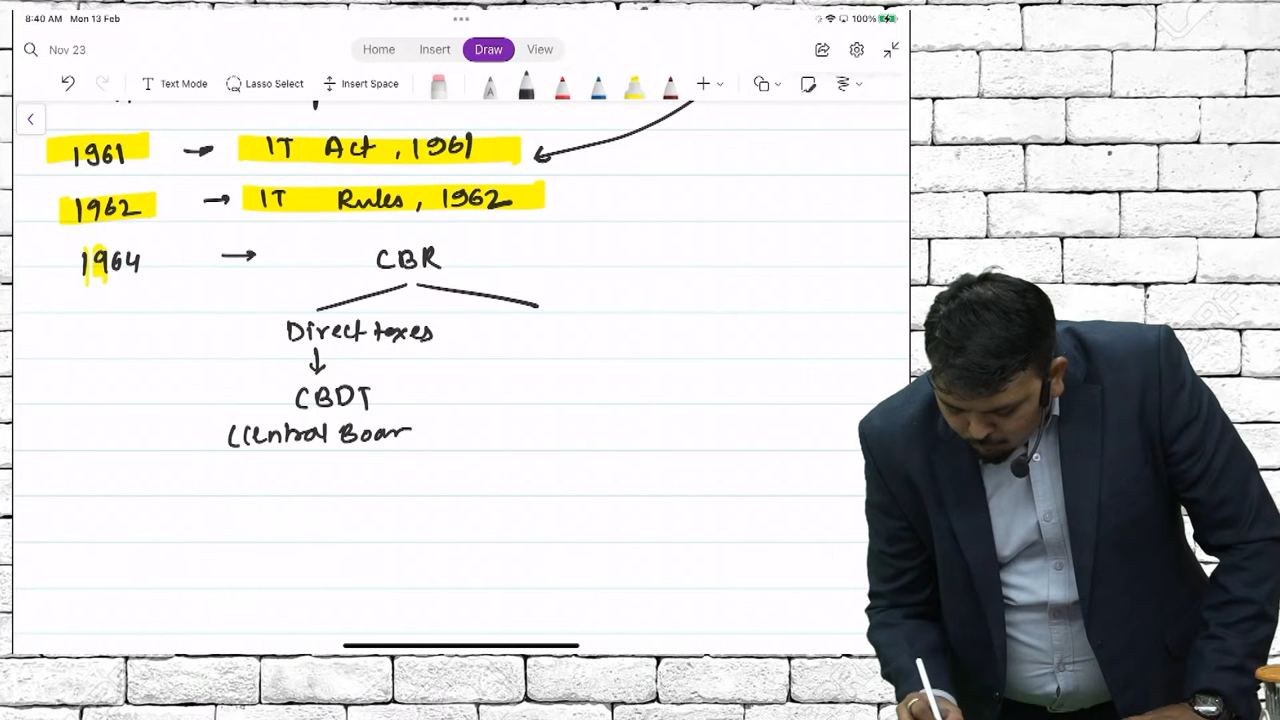 8:40 AM Mon 13 Feb
100%
Nov 23
Home Insert Draw View
Text Mode Lasso Select Insert Space
1961 → IT Act, 1961
1962 → IT Rules, 1962
1964 → CBR
Direct taxes
↓
CBDT
(Central Boar